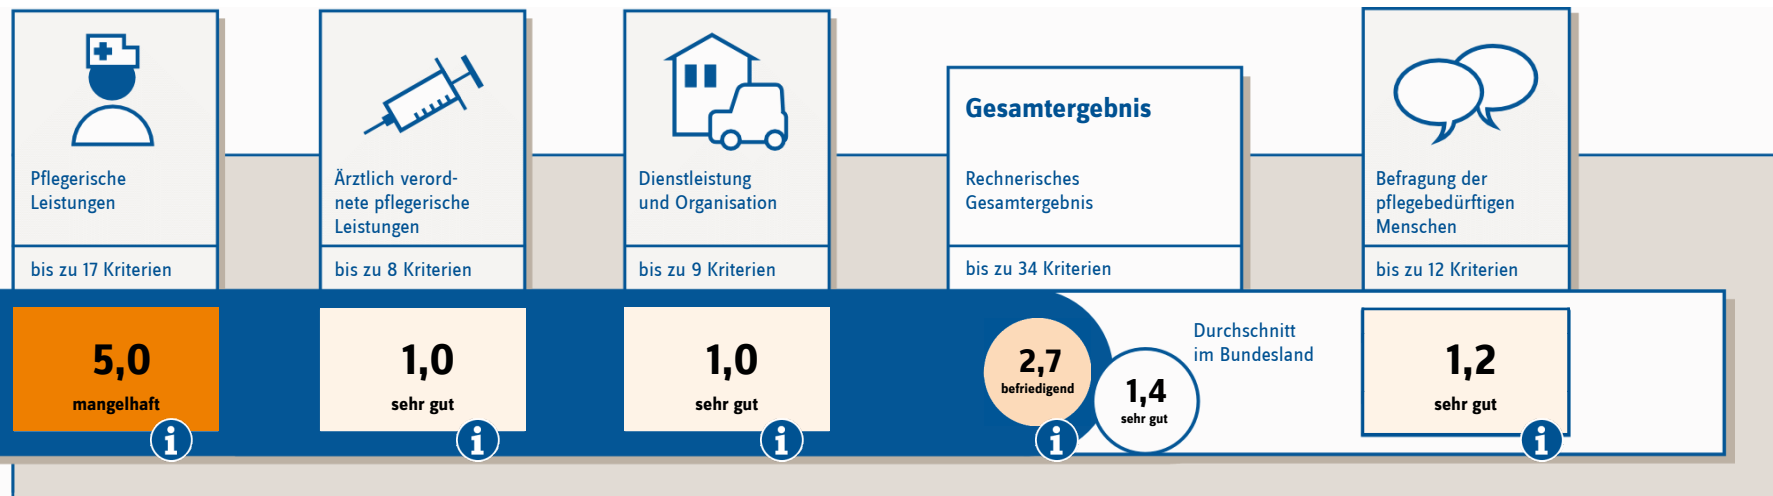 Pflegerische
Leistungen
bis zu 17 Kriterien
5,0
mangelhaft
i
Ärztlich verord-
nete pflegerische
Leistungen
bis zu 8 Kriterien
1,0
sehr gut
i
Dienstleistung
und Organisation
bis zu 9 Kriterien
1,0
sehr gut
i
Gesamtergebnis
Rechnerisches
Gesamtergebnis
bis zu 34 Kriterien
2,7
befriedigend
i
1,4
sehr gut
Durchschnitt
im Bundesland
Befragung der
pflegebedürftigen
Menschen
bis zu 12 Kriterien
1,2
sehr gut
i